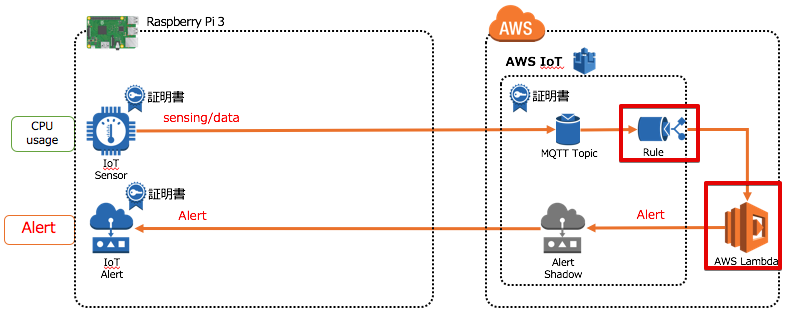 Raspberry Pi 3
AWS
AWS IoT
証明書
証明書
sensing/data
CPU
usage
IoT
Sensor
MQTT Topic
Rule
証明書
Alert
Alert
Alert
IoT
Alert
Alert
Shadow
AWS Lambda